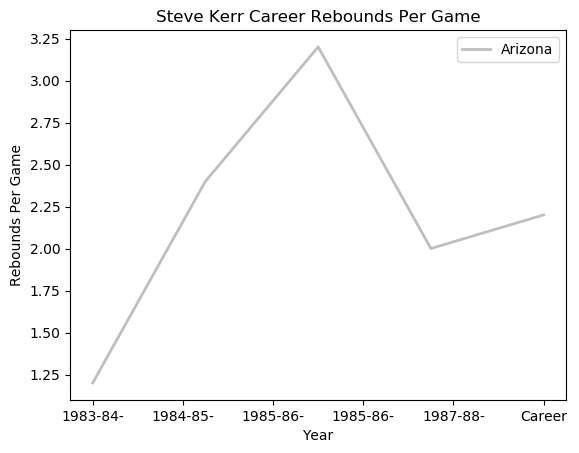 Steve Kerr Career Rebounds Per Game
Arizona
3.25
3.00
2.75
2.50
2.25
2.00
1.75
1.50
1.25
Rebounds Per Game
1983-84-
1984-85-
1985-86-
1985-86-
1987-88-
Career
Year